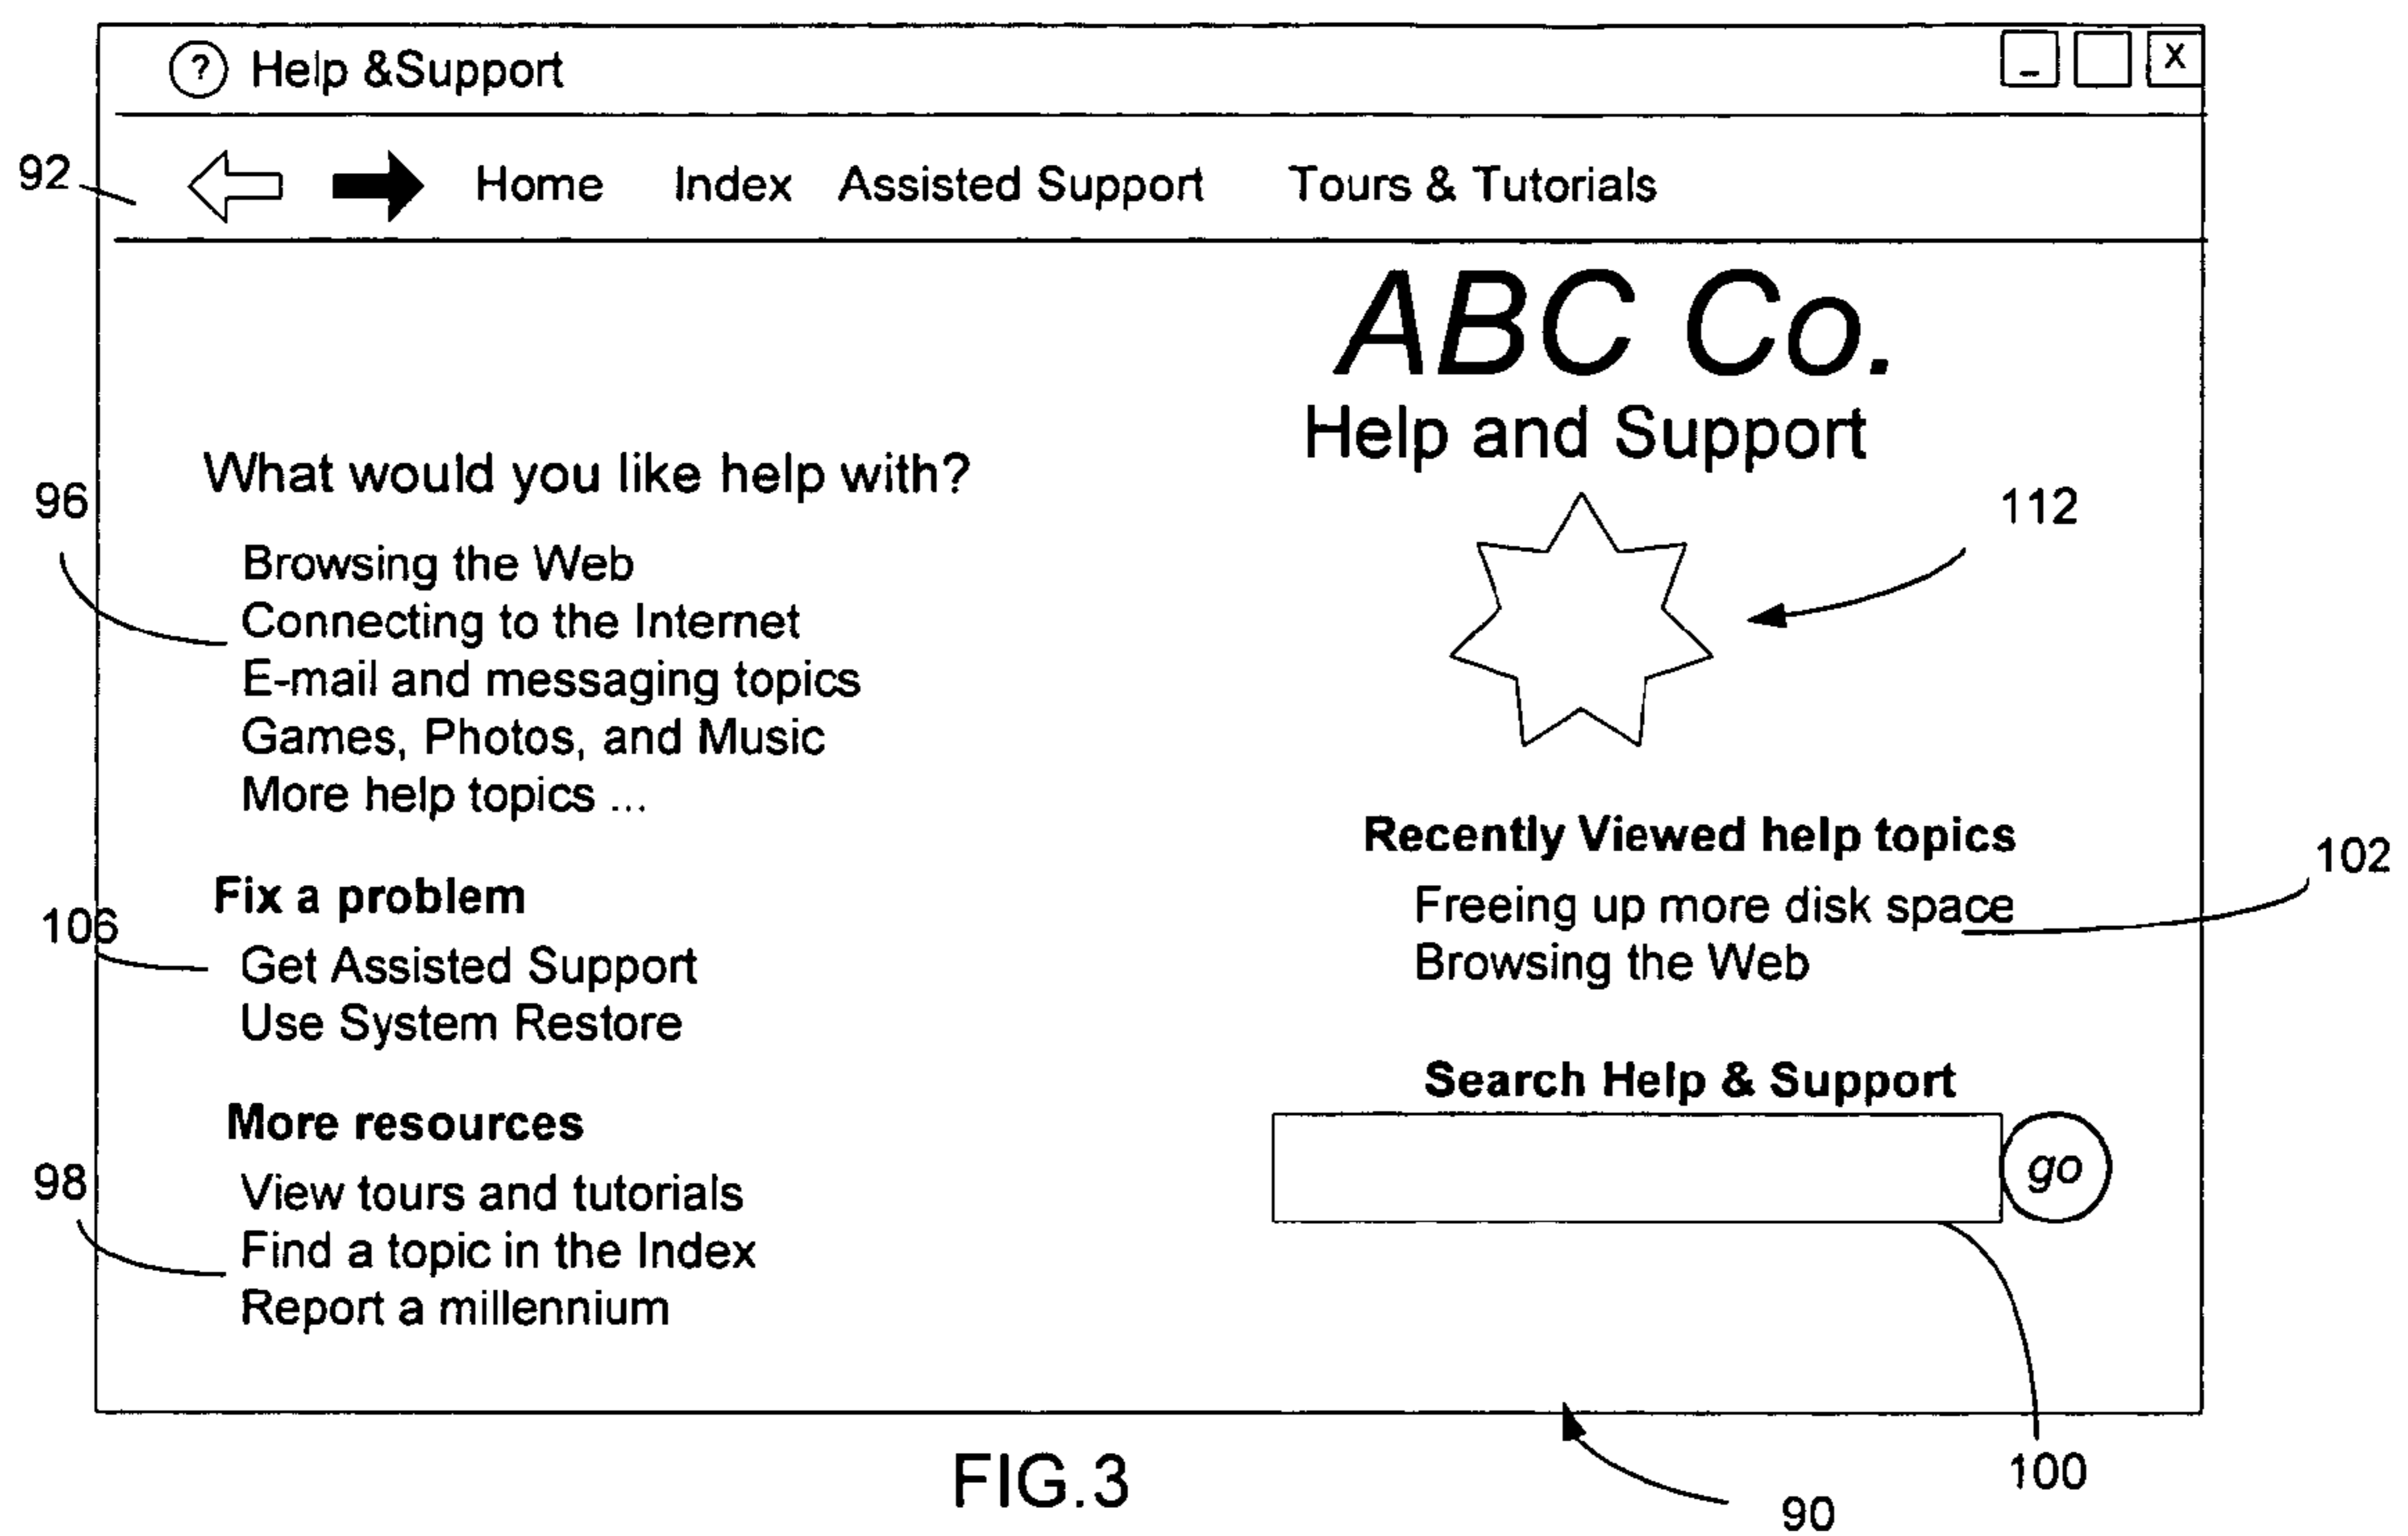 ? Help &Support
_ X
92
Home Index Assisted Support Tours & Tutorials
ABC Co.
Help and Support
112
What would you like help with?
96
Browsing the Web
Connecting to the Internet
E-mail and messaging topics
Games, Photos, and Music
More help topics ...
Fix a problem
106
Get Assisted Support
Use System Restore
More resources
98
View tours and tutorials
Find a topic in the Index
Report a millennium
Recently Viewed help topics
102
Freeing up more disk space
Browsing the Web
Search Help & Support
go
100
90
FIG.3